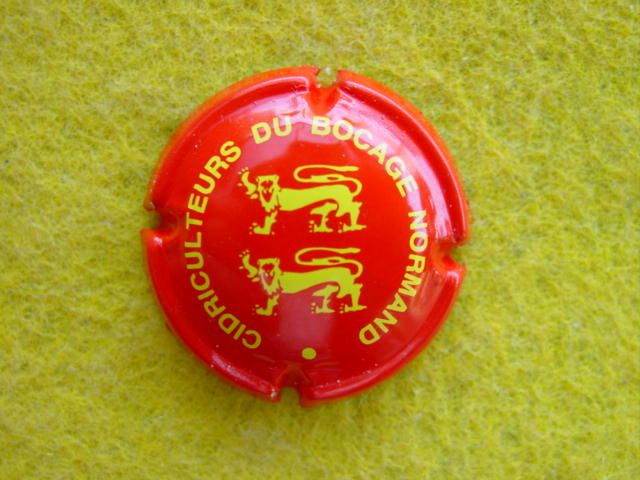 CIDRICULTEURS DU BOCAGE NORMAND